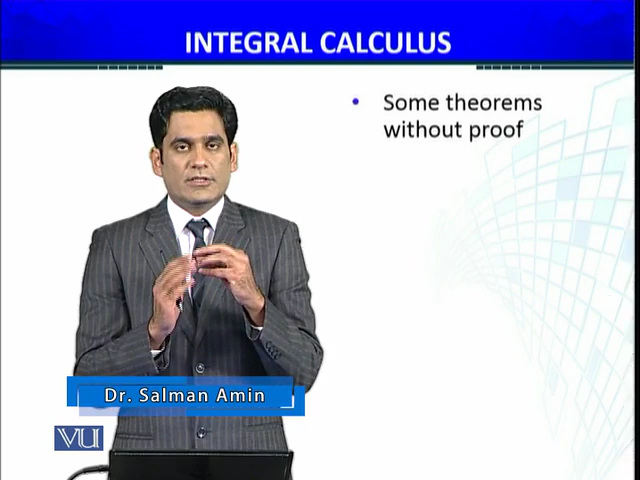 INTEGRAL CALCULUS
• Some theorems
without proof
Dr. Salman Amin
VU